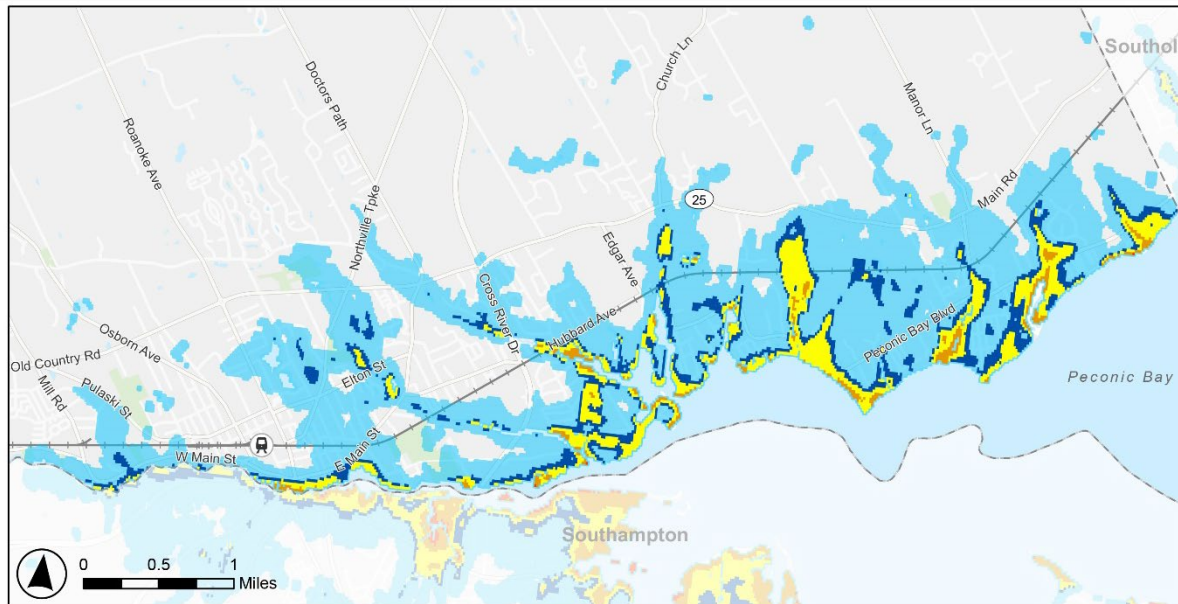 Southol
Church Ln
Doctors Path
Manor Ln
Roanoke Ave
Main Rd
25
Northville Tpke
Edgar Ave
Cross River Dr
Hubbard Ave
Osborn Ave
Peconic Bay Blvd
Old Country Rd
Elton St
Peconic Bay
Mill Rd
Pulaski St
E Main St
W Main St
Southampton
0 0.5 1
Miles